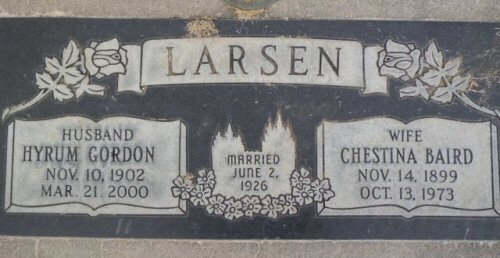 LARSEN
HUSBAND
HYRUM GORDON
NOV. 10, 1902
MAR. 21, 2000
MARRIED
JUNE 2,
1926
WIFE
CHESTINA BAIRD
NOV. 14, 1899
OCT. 13, 1973